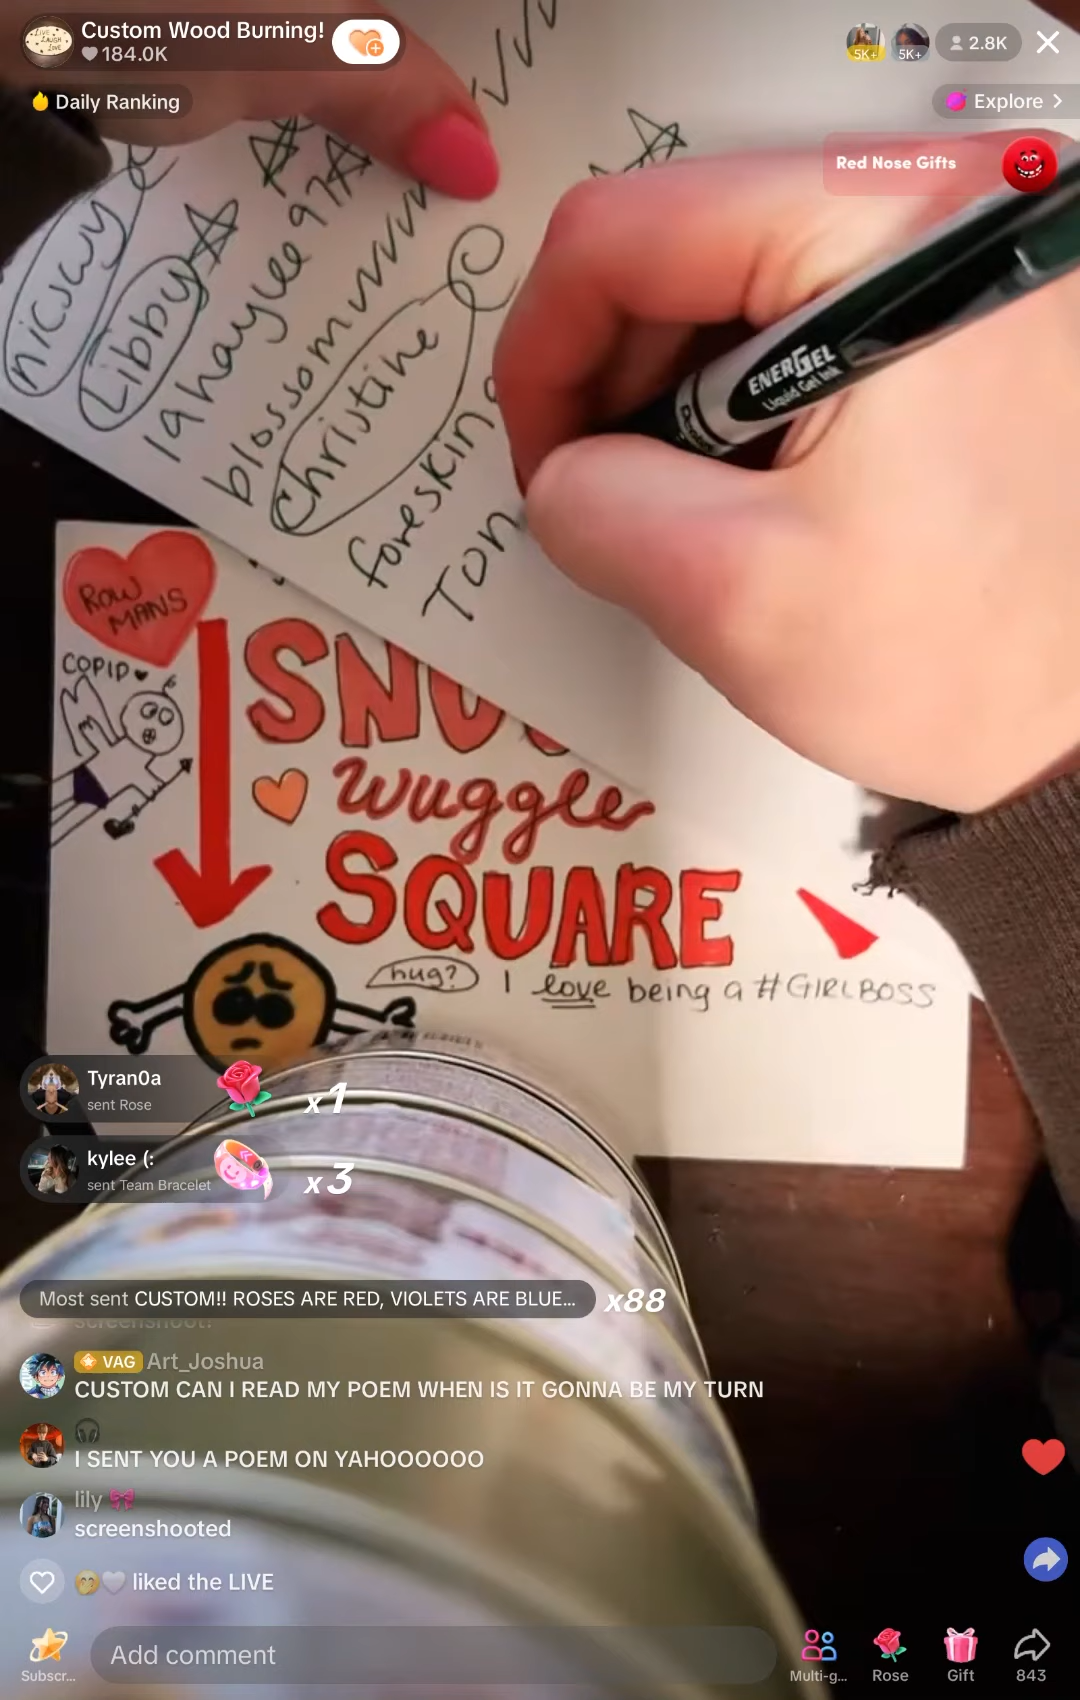 Custom Wood Burning!
184.0K
5K+
5K+
2.8K
Daily Ranking
Explore
Red Nose Gifts
nicswy
Libby
lahaylee97
blossom
Christine
foreskin
Ton
ENERGEL
Liquid Gel Ink
ROW
MANS
COPID
wuggle
SQUARE
hug?
I love being a #GIRLBOSS
Tyran0a
sent Rose
x1
kylee (:
sent Team Bracelet
x3
Most sent CUSTOM!! ROSES ARE RED, VIOLETS ARE BLUE... x88
screenshoot!
VAG Art_Joshua
CUSTOM CAN I READ MY POEM WHEN IS IT GONNA BE MY TURN
I SENT YOU A POEM ON YAHOOOOOO
lily
screenshooted
liked the LIVE
Subscr...
Add comment
Multi-g...
Rose
Gift
843